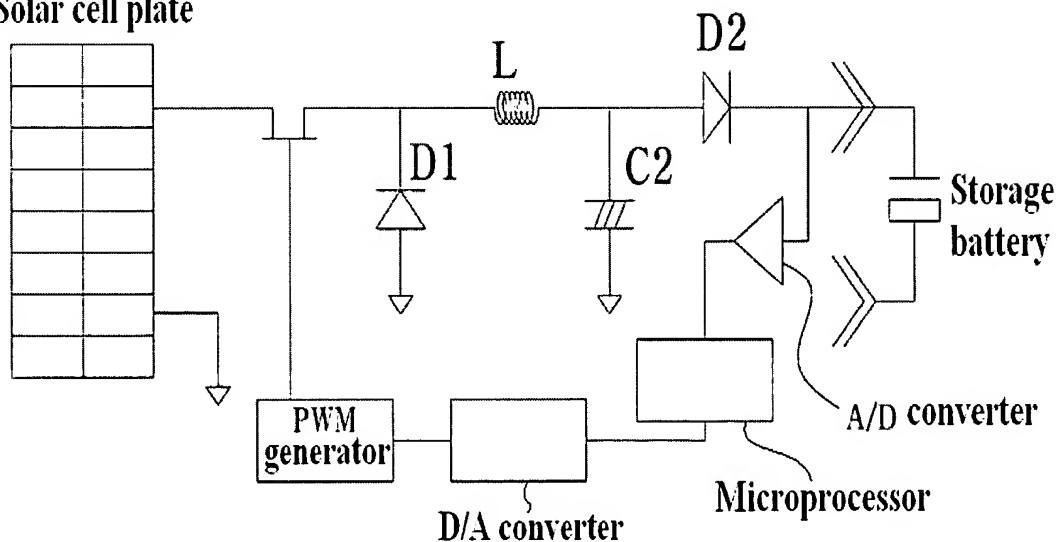 Solar cell plate
D2
L
D1
C2
Storage
battery
A/D converter
PWM
generator
Microprocessor
D/A converter